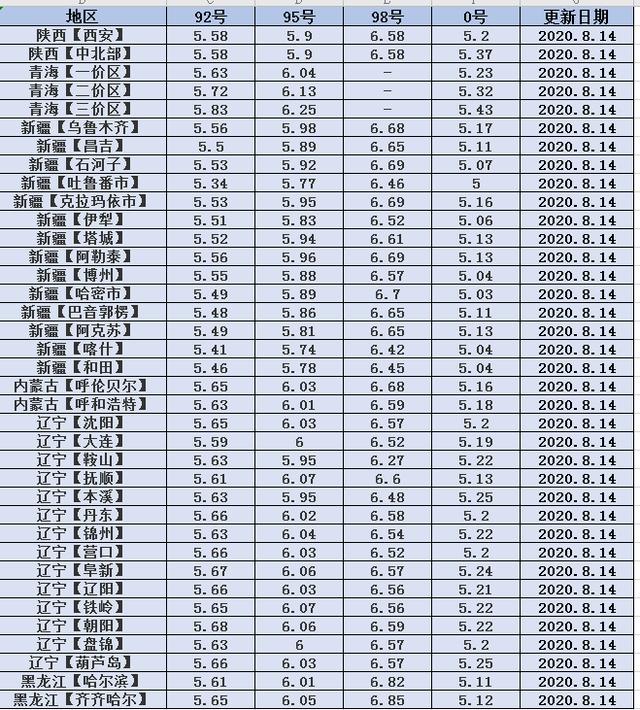 地区 92号 95号 98号 0号 更新日期
陕西【西安】 5.58 5.9 6.58 5.2 2020.8.14
陕西【中北部】 5.58 5.9 6.58 5.37 2020.8.14
青海【一价区】 5.63 6.04 - 5.23 2020.8.14
青海【二价区】 5.72 6.13 - 5.32 2020.8.14
青海【三价区】 5.83 6.25 - 5.43 2020.8.14
新疆【乌鲁木齐】 5.56 5.98 6.68 5.17 2020.8.14
新疆【昌吉】 5.5 5.89 6.65 5.11 2020.8.14
新疆【石河子】 5.53 5.92 6.69 5.07 2020.8.14
新疆【吐鲁番市】 5.34 5.77 6.46 5 2020.8.14
新疆【克拉玛依市】 5.53 5.95 6.69 5.16 2020.8.14
新疆【伊犁】 5.51 5.83 6.52 5.06 2020.8.14
新疆【塔城】 5.52 5.94 6.61 5.13 2020.8.14
新疆【阿勒泰】 5.56 5.96 6.69 5.13 2020.8.14
新疆【博州】 5.55 5.88 6.57 5.04 2020.8.14
新疆【哈密市】 5.49 5.89 6.7 5.03 2020.8.14
新疆【巴音郭楞】 5.48 5.86 6.65 5.11 2020.8.14
新疆【阿克苏】 5.49 5.81 6.65 5.13 2020.8.14
新疆【喀什】 5.41 5.74 6.42 5.04 2020.8.14
新疆【和田】 5.46 5.78 6.45 5.04 2020.8.14
内蒙古【呼伦贝尔】 5.65 6.03 6.68 5.16 2020.8.14
内蒙古【呼和浩特】 5.63 6.01 6.59 5.18 2020.8.14
辽宁【沈阳】 5.65 6.03 6.57 5.2 2020.8.14
辽宁【大连】 5.59 6 6.52 5.19 2020.8.14
辽宁【鞍山】 5.63 5.95 6.27 5.22 2020.8.14
辽宁【抚顺】 5.61 6.07 6.6 5.13 2020.8.14
辽宁【本溪】 5.63 5.95 6.48 5.25 2020.8.14
辽宁【丹东】 5.66 6.02 6.58 5.2 2020.8.14
辽宁【锦州】 5.63 6.04 6.54 5.22 2020.8.14
辽宁【营口】 5.66 6.03 6.52 5.2 2020.8.14
辽宁【阜新】 5.67 6.06 6.57 5.24 2020.8.14
辽宁【辽阳】 5.66 6.03 6.56 5.21 2020.8.14
辽宁【铁岭】 5.65 6.07 6.56 5.22 2020.8.14
辽宁【朝阳】 5.68 6.06 6.59 5.22 2020.8.14
辽宁【盘锦】 5.63 6 6.57 5.2 2020.8.14
辽宁【葫芦岛】 5.66 6.03 6.57 5.25 2020.8.14
黑龙江【哈尔滨】 5.61 6.01 6.82 5.11 2020.8.14
黑龙江【齐齐哈尔】 5.65 6.05 6.85 5.12 2020.8.14